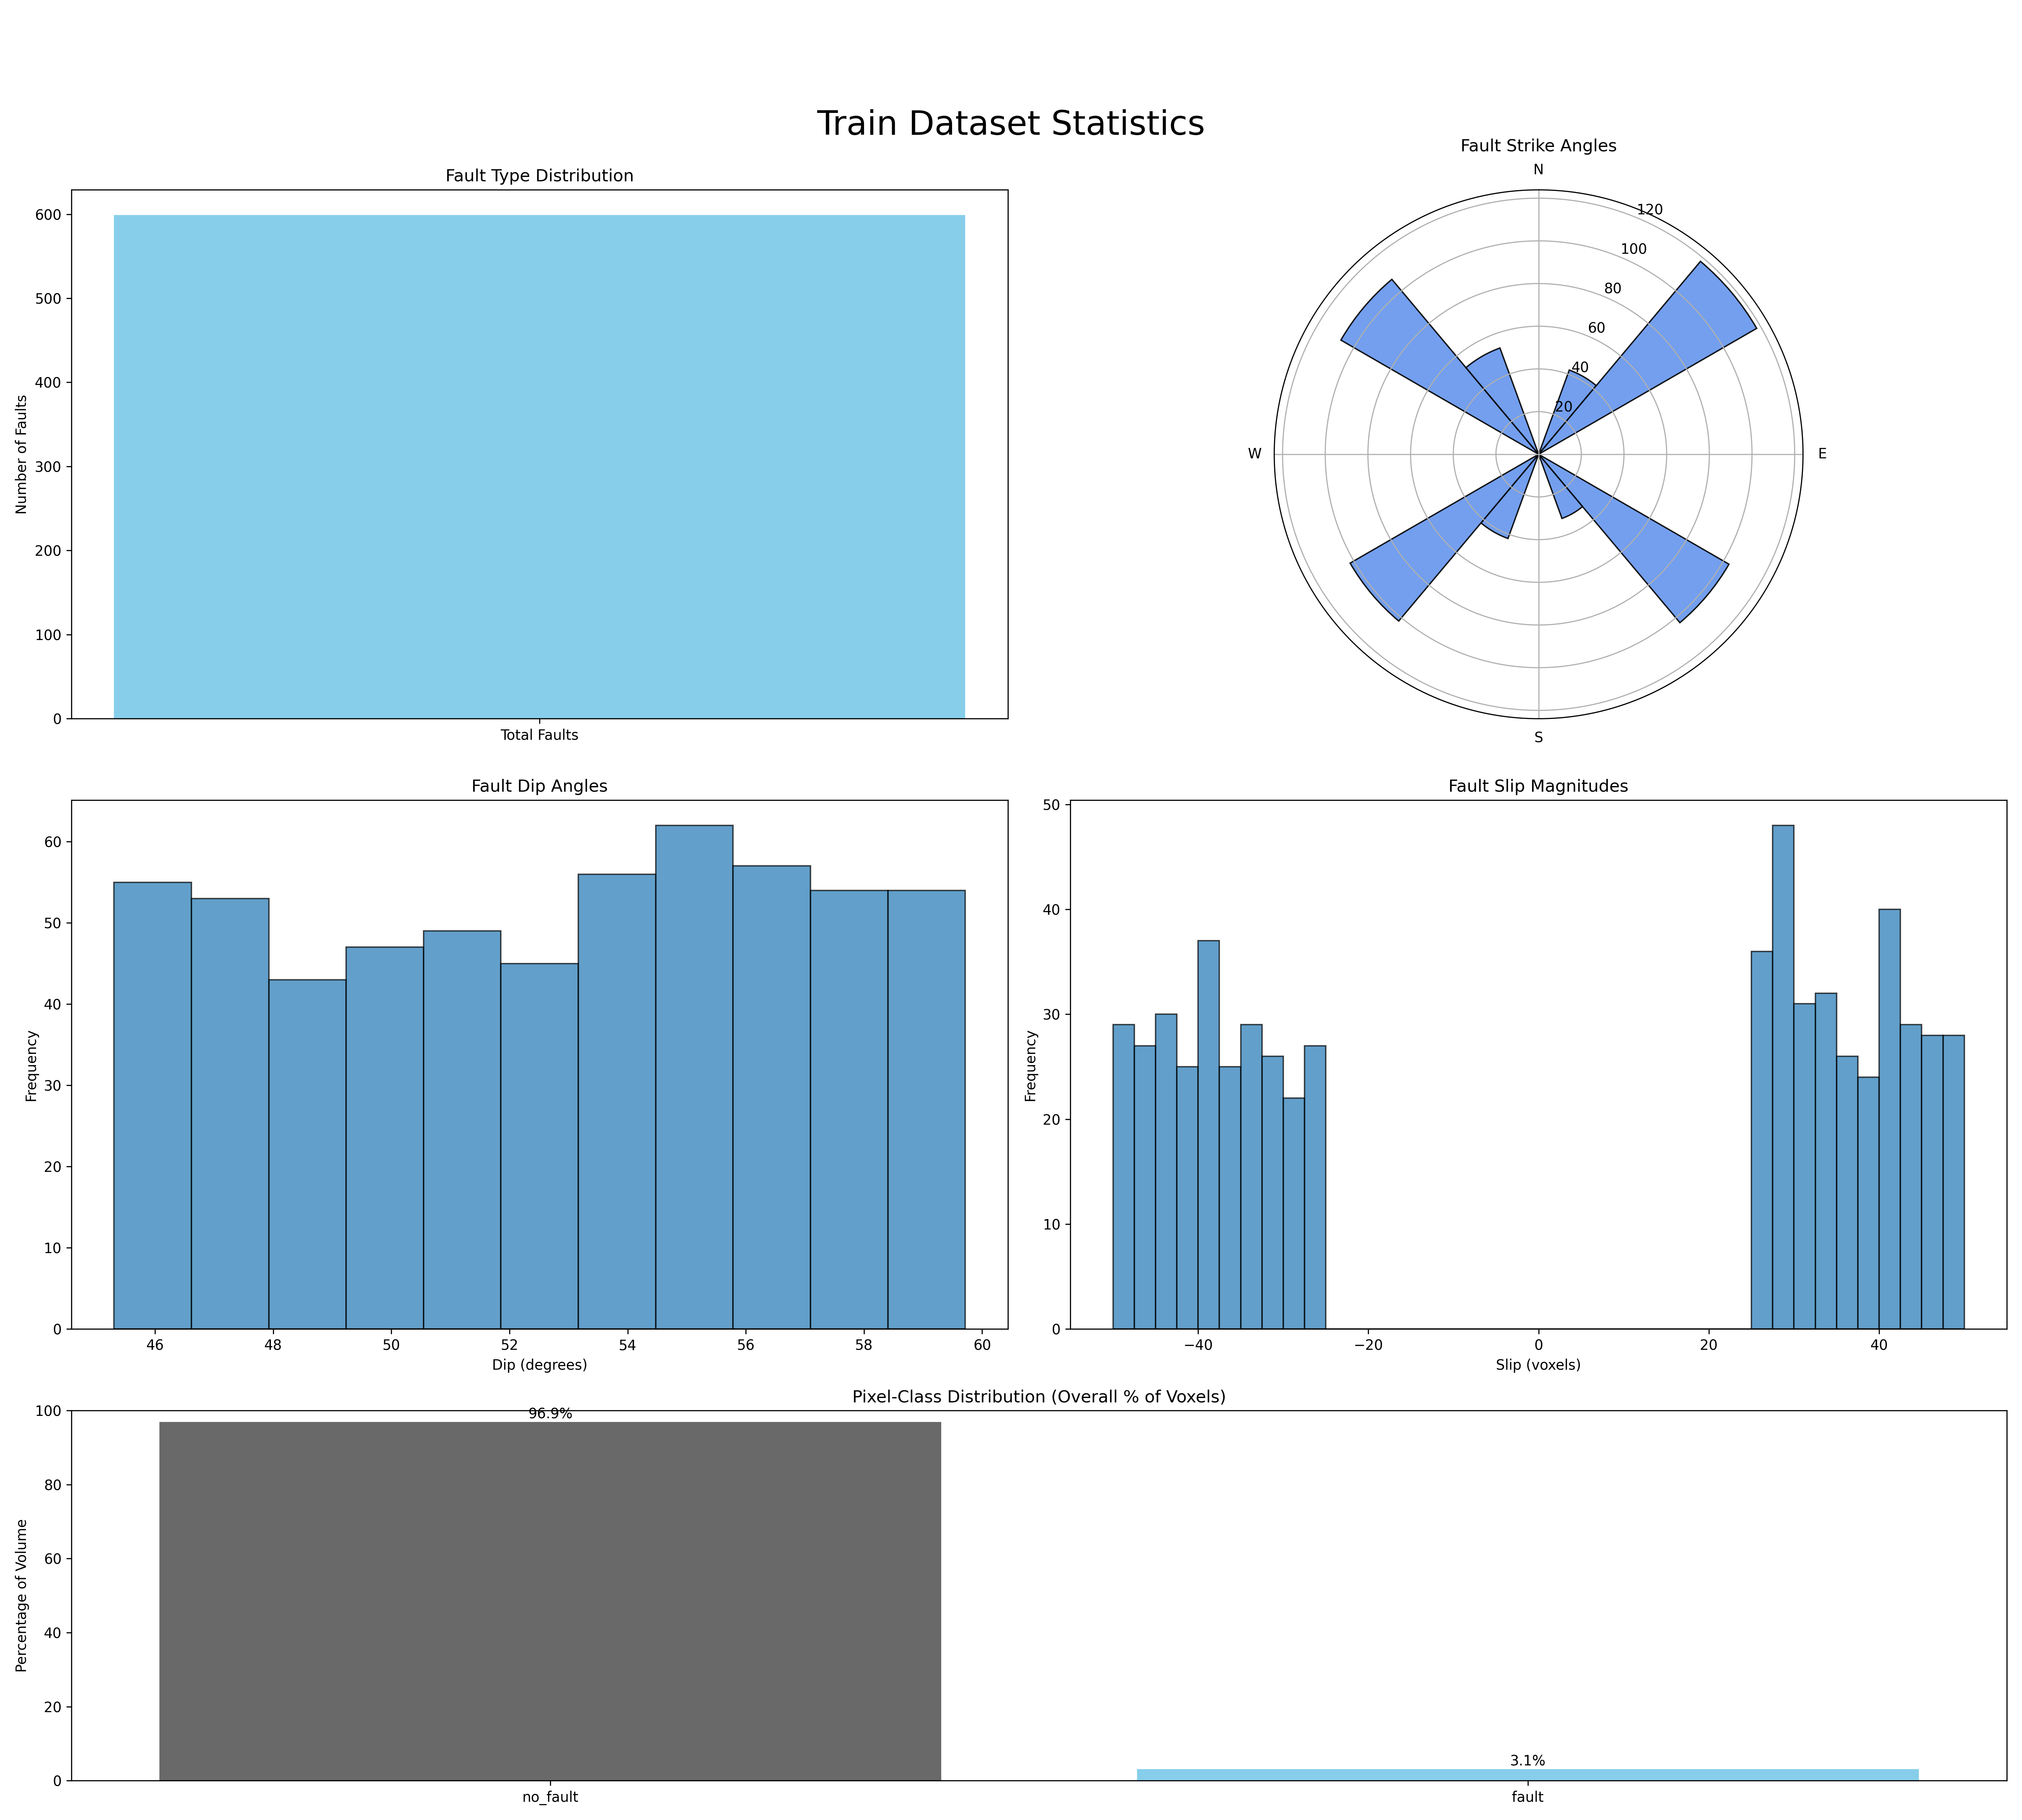 Train Dataset Statistics
Fault Type Distribution
600
500
400
300
200
100
0
Number of Faults
Total Faults
Fault Strike Angles
N
120
100
80
60
40
20
W
E
S
Fault Dip Angles
60
50
40
30
20
10
0
Frequency
46 48 50 52 54 56 58 60
Dip (degrees)
Fault Slip Magnitudes
50
40
30
20
10
0
Frequency
−40 −20 0 20 40
Slip (voxels)
Pixel-Class Distribution (Overall % of Voxels)
100
80
60
40
20
0
Percentage of Volume
96.9%
3.1%
no_fault fault